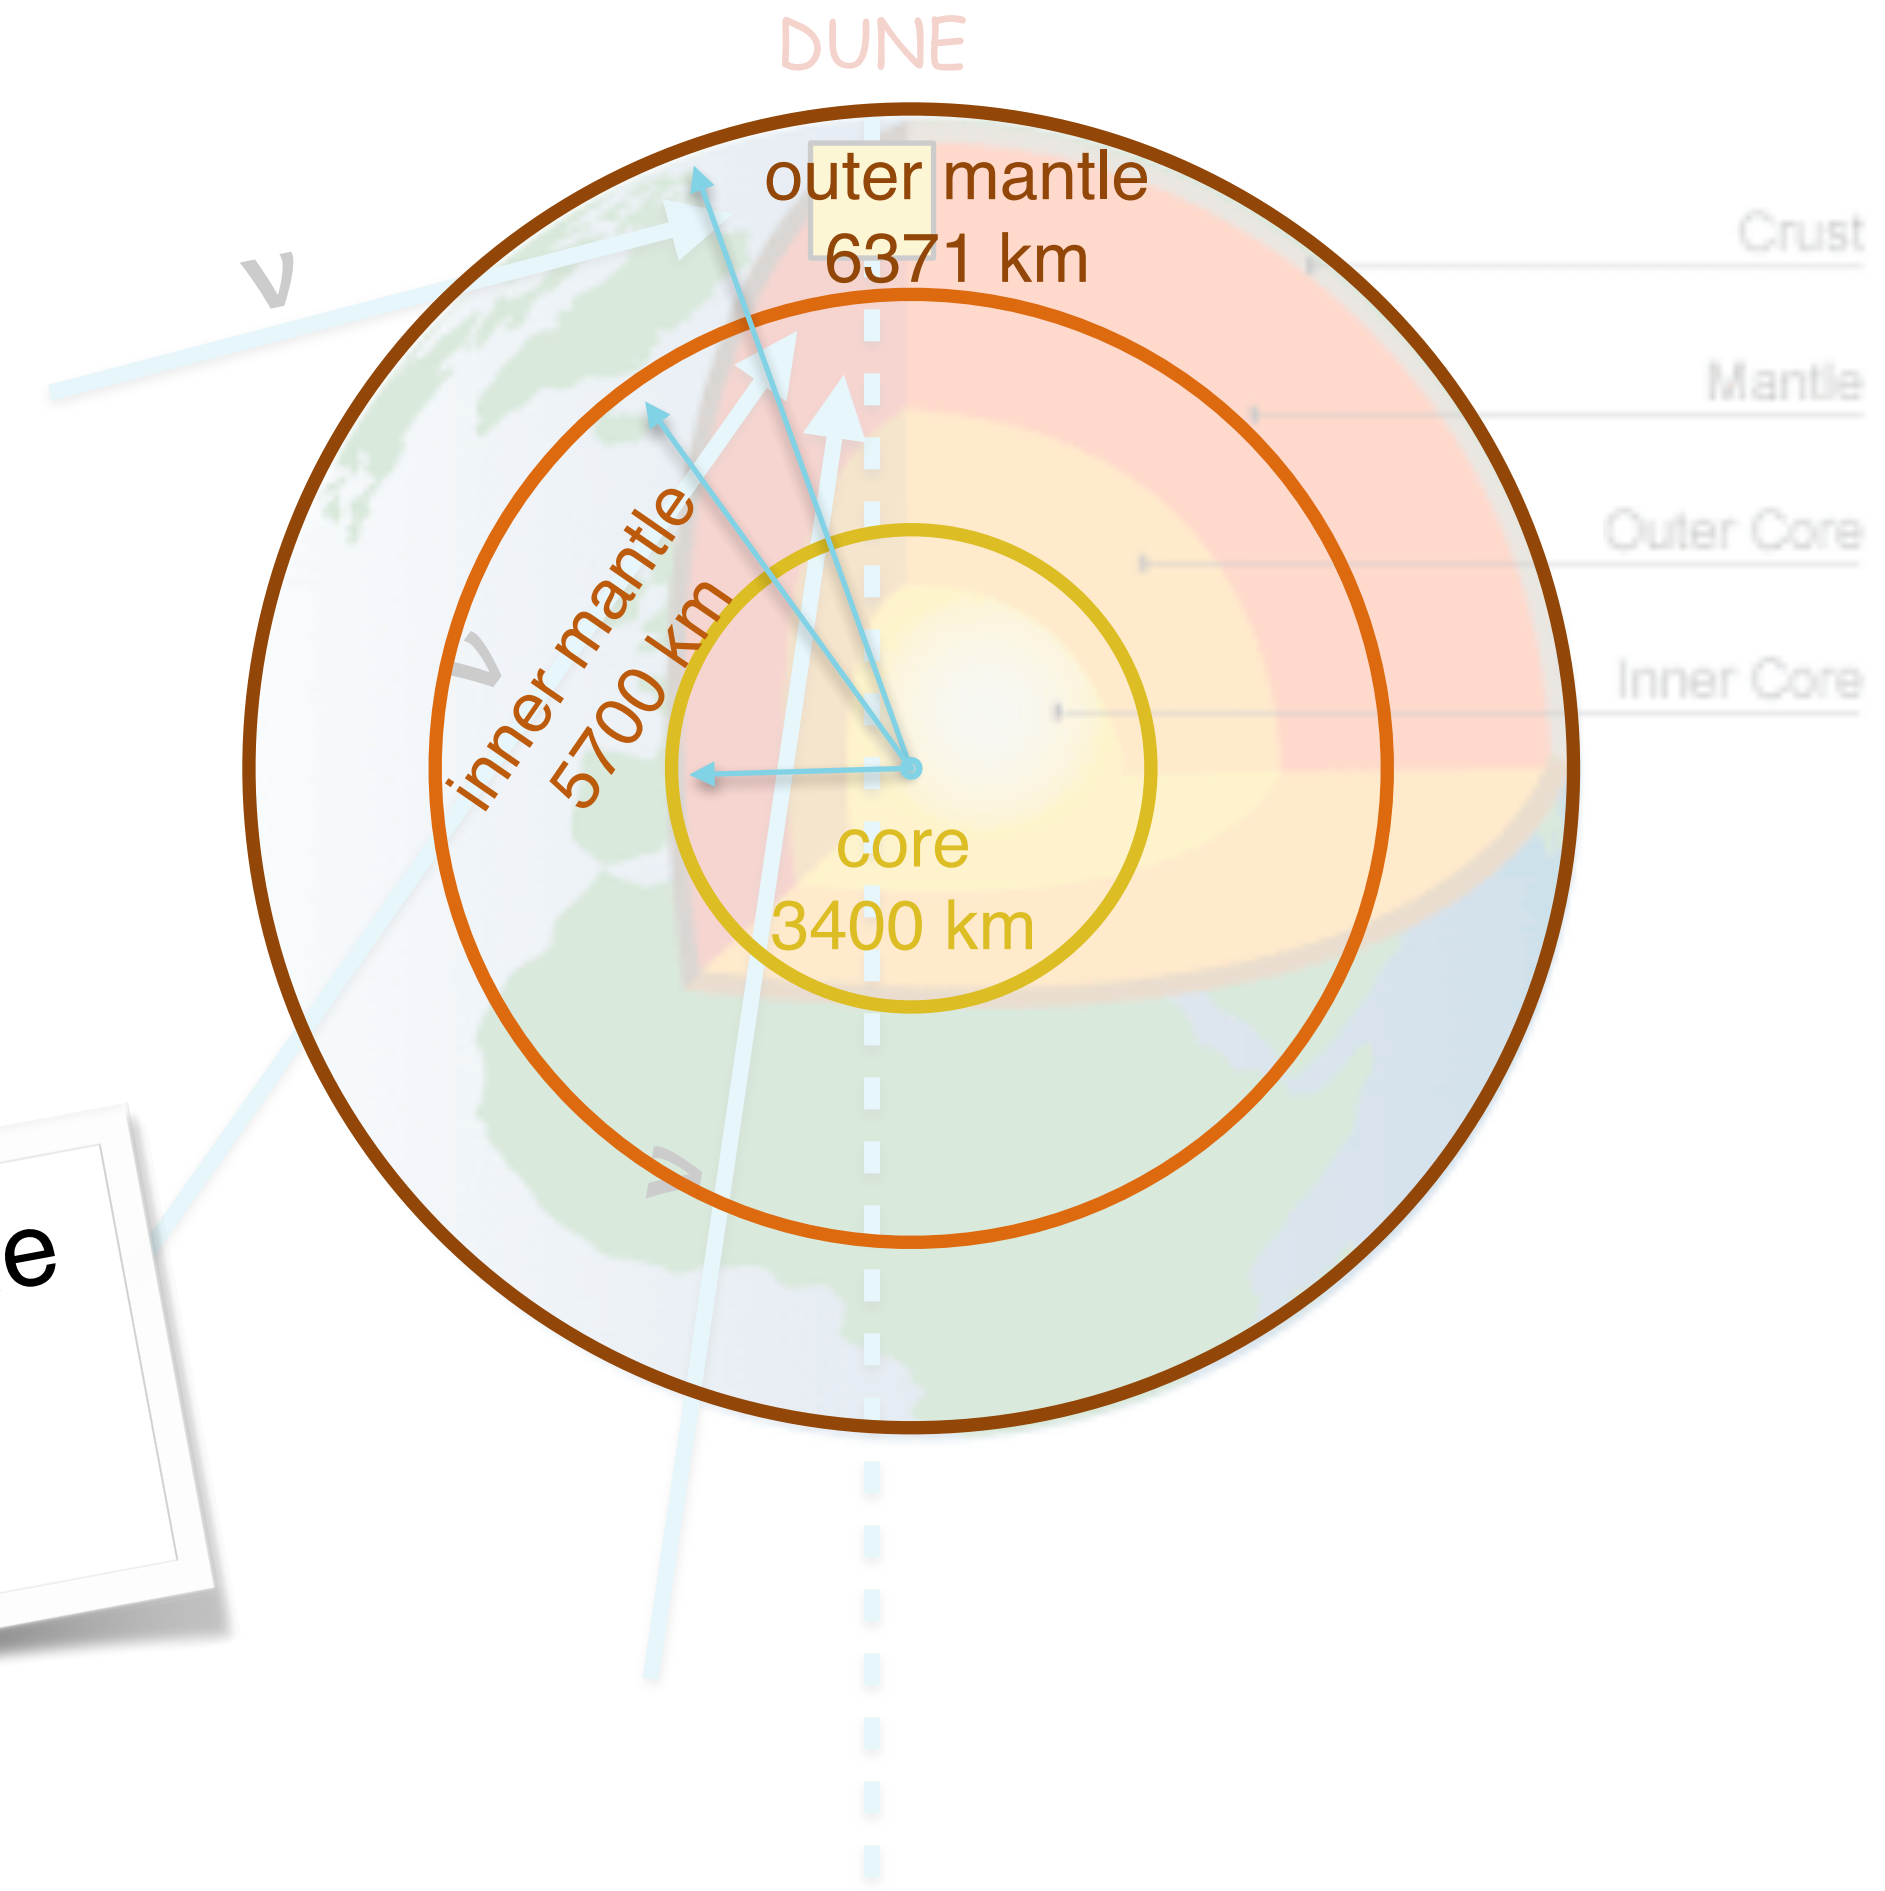 DUNE
outer mantle
6371 km
ν
Crust
Mantle
Outer Core
Inner Core
inner mantle
5700 km
ν
core
3400 km
ν
e